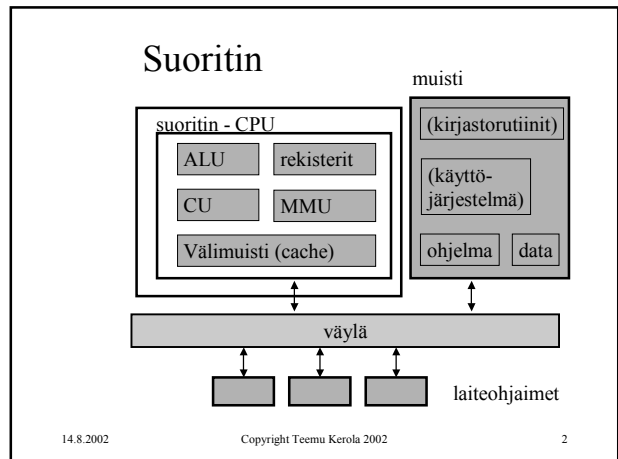 Suoritin
muisti
suoritin - CPU
ALU
rekisterit
CU
MMU
Välimuisti (cache)
(kirjastorutiinit)
(käyttö-
järjestelmä)
ohjelma
data
väylä
laiteohjaimet
14.8.2002
Copyright Teemu Kerola 2002
2